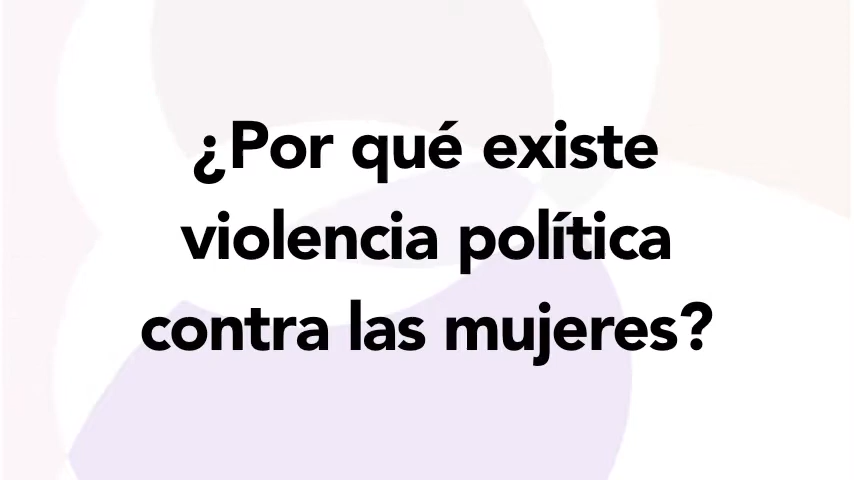 ¿Por qué existe
violencia política
contra las mujeres?